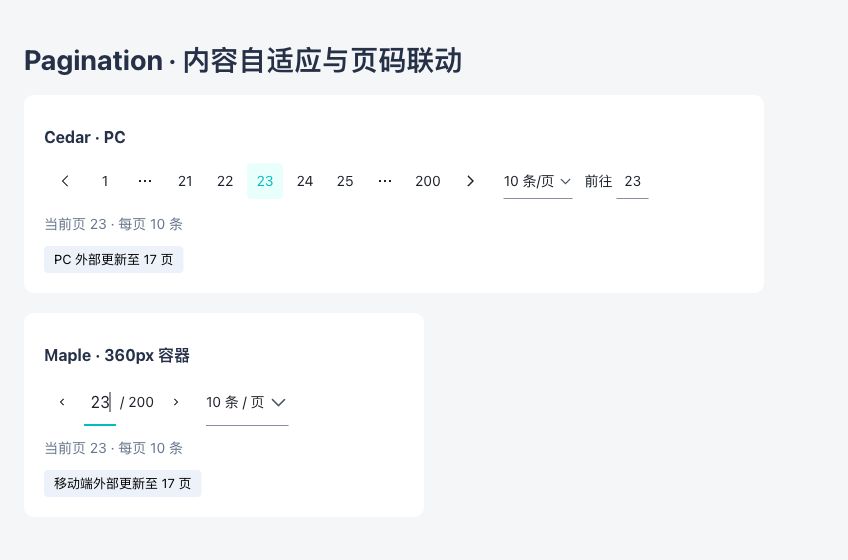 Pagination · 内容自适应与页码联动
Cedar · PC
1 ··· 21 22 23 24 25 ··· 200 10 条/页 前往 23
当前页 23 · 每页 10 条
PC 外部更新至 17 页
Maple · 360px 容器
23 / 200 10 条 / 页
当前页 23 · 每页 10 条
移动端外部更新至 17 页